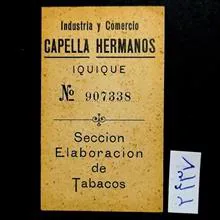 Industria y Comercio
CAPELLA HERMANOS
IQUIQUE
№ 907338
Seccion
Elaboracion
de
Tabacos